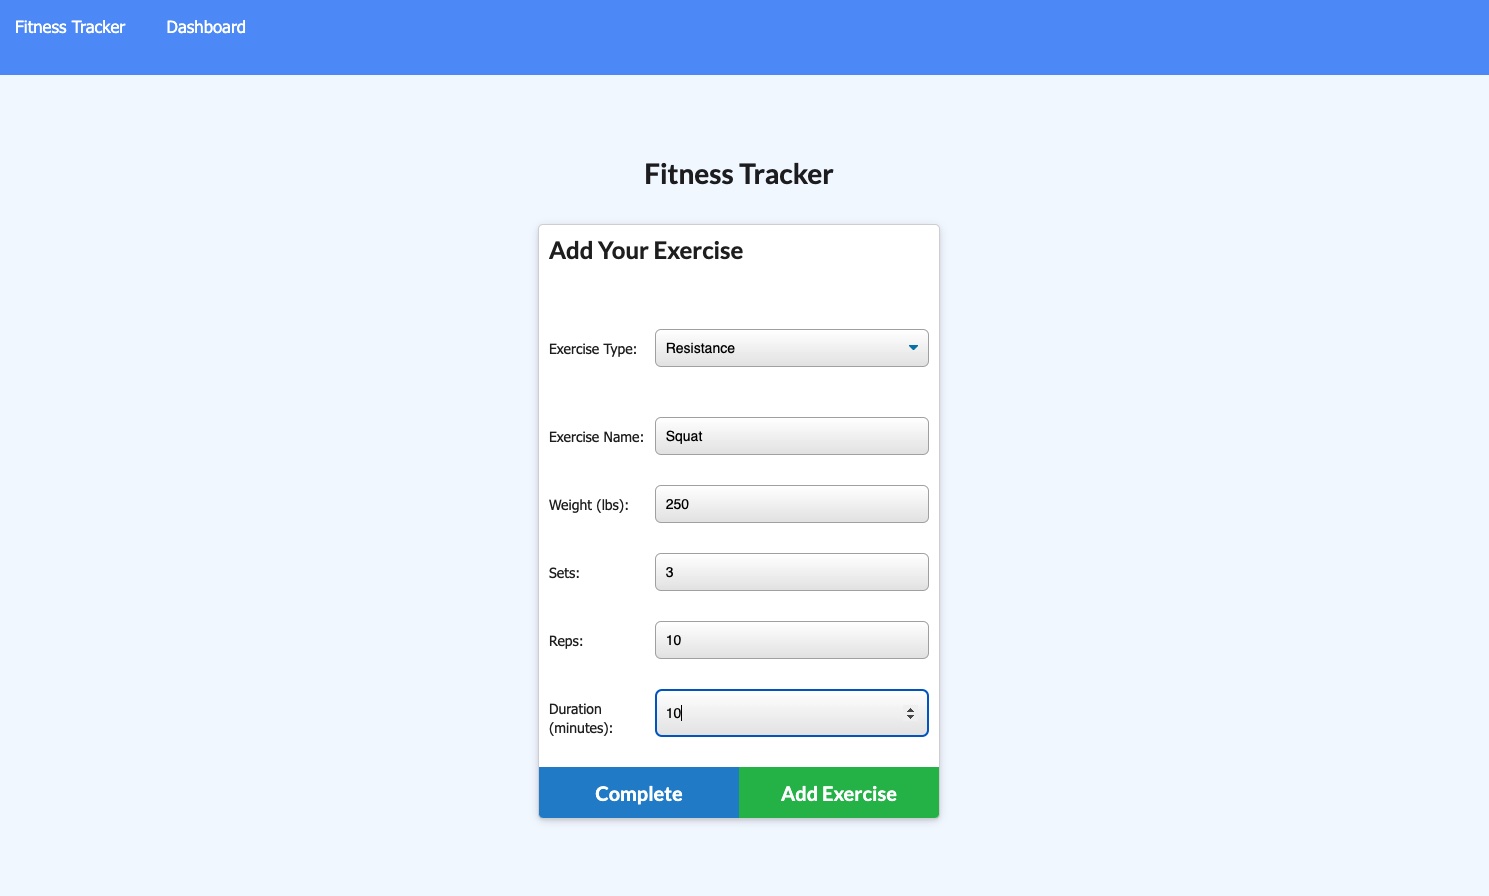 Fitness Tracker Dashboard
Fitness Tracker
Add Your Exercise
Exercise Type: Resistance
Exercise Name: Squat
Weight (lbs): 250
Sets: 3
Reps: 10
Duration
(minutes): 10
Complete Add Exercise